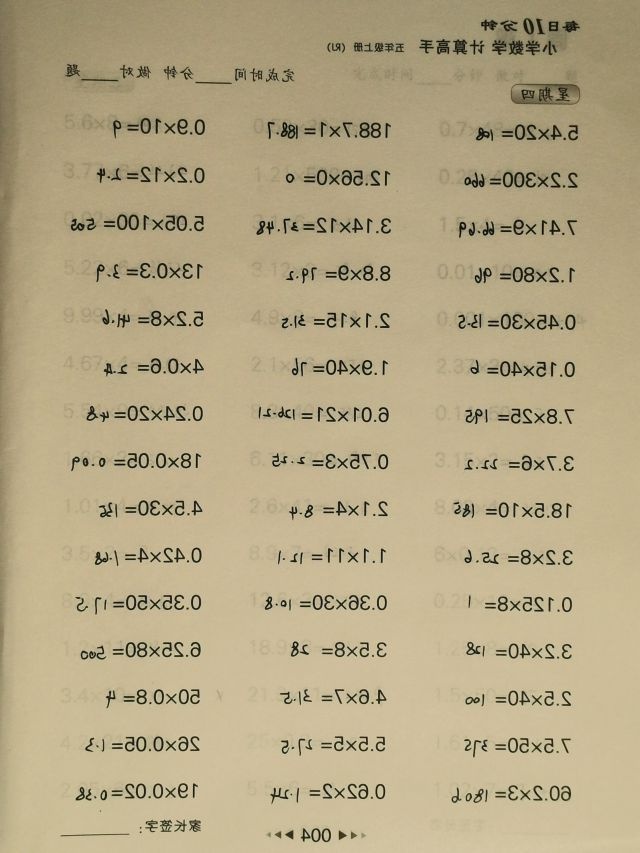 每日10分钟
小学数学 计算高手 五年级上册(RJ)
星期四 完成时间____分钟 做对____题
5.4×20=108 188.7×1=188.7 0.9×10=9
2.2×300=660 12.56×0=0 0.2×12=2.4
7.41×9=66.69 3.14×12=37.48 5.05×100=505
1.2×80=96 8.8×9=79.2 13×0.3=3.9
0.45×30=13.5 2.1×15=31.5 5.2×8=41.6
0.15×40=6 1.9×40=76 4×0.6=2.4
7.8×25=195 6.01×21=126.21 0.24×20=4.8
3.7×6=22.2 0.75×3=2.25 18×0.05=0.09
18.5×10=185 2.1×4=8.4 4.5×30=135
3.2×8=25.6 1.1×11=12.1 0.42×4=1.68
0.125×8=1 0.36×30=10.8 0.35×50=17.5
3.2×40=128 3.5×8=28 6.25×80=500
2.5×40=100 4.6×7=31.5 50×0.8=4
7.5×50=375 5.5×5=27.5 26×0.05=1.3
60.2×3=180.6 0.62×2=1.24 19×0.02=0.38
004 家长签字:____